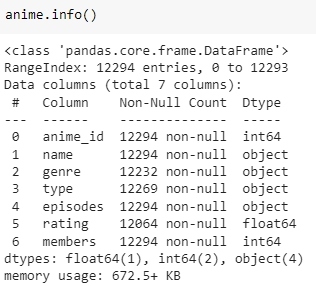 anime.info()
<class 'pandas.core.frame.DataFrame'>
RangeIndex: 12294 entries, 0 to 12293
Data columns (total 7 columns):
 #   Column    Non-Null Count  Dtype
---  ------    --------------  -----
 0   anime_id  12294 non-null  int64
 1   name      12294 non-null  object
 2   genre     12232 non-null  object
 3   type      12269 non-null  object
 4   episodes  12294 non-null  object
 5   rating    12064 non-null  float64
 6   members   12294 non-null  int64
dtypes: float64(1), int64(2), object(4)
memory usage: 672.5+ KB